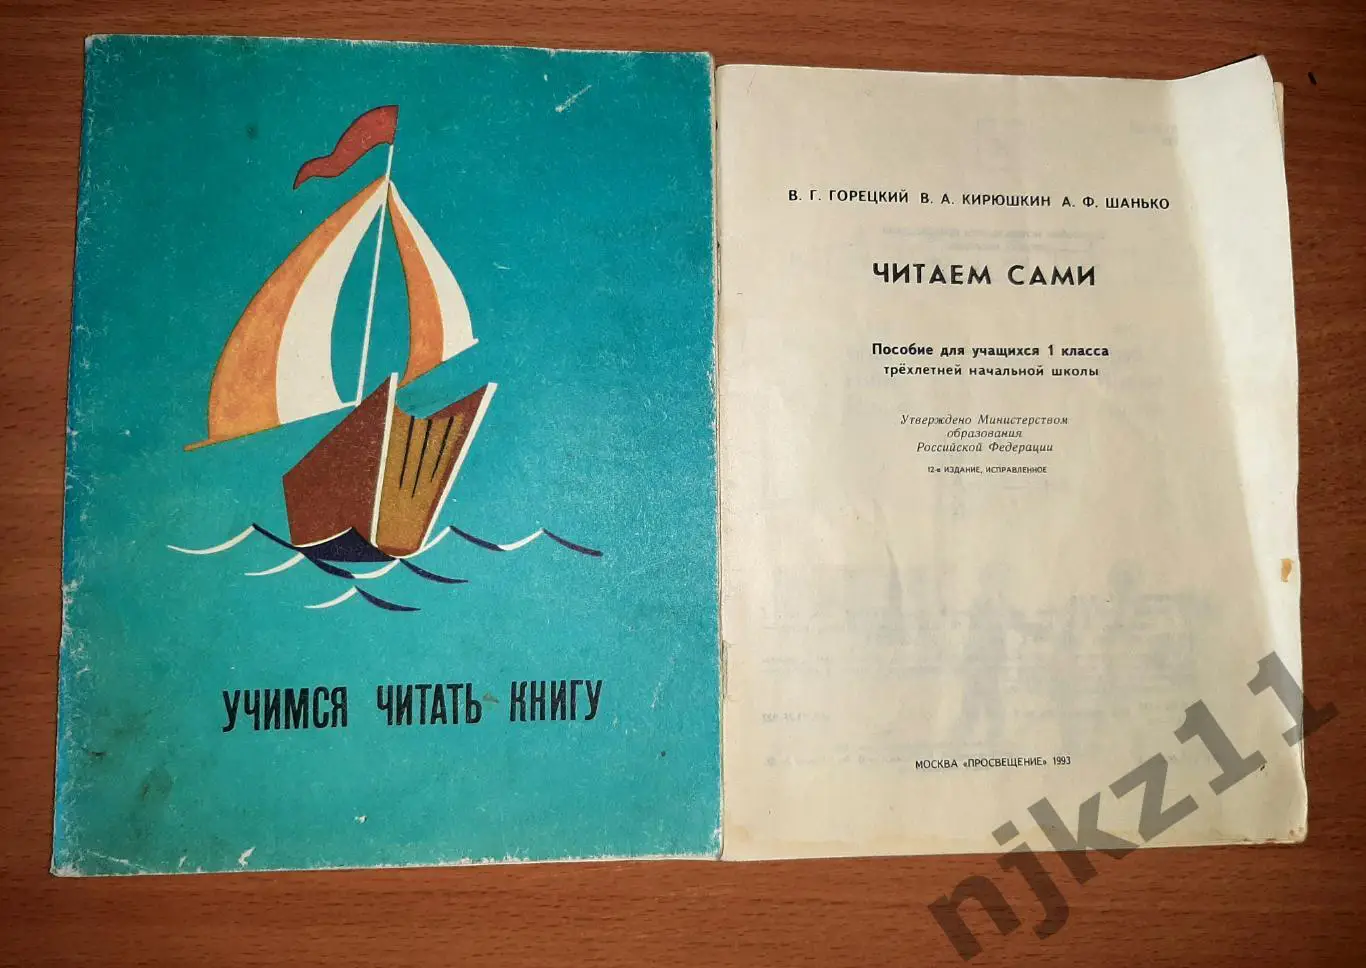 УЧИМСЯ ЧИТАТЬ КНИГУ
В. Г. ГОРЕЦКИЙ В. А. КИРЮШКИН А. Ф. ШАНЬКО
ЧИТАЕМ САМИ
Пособие для учащихся 1 класса
трёхлетней начальной школы
Утверждено Министерством
образования
Российской Федерации
12-е ИЗДАНИЕ, ИСПРАВЛЕННОЕ
МОСКВА «ПРОСВЕЩЕНИЕ» 1993
njkz11